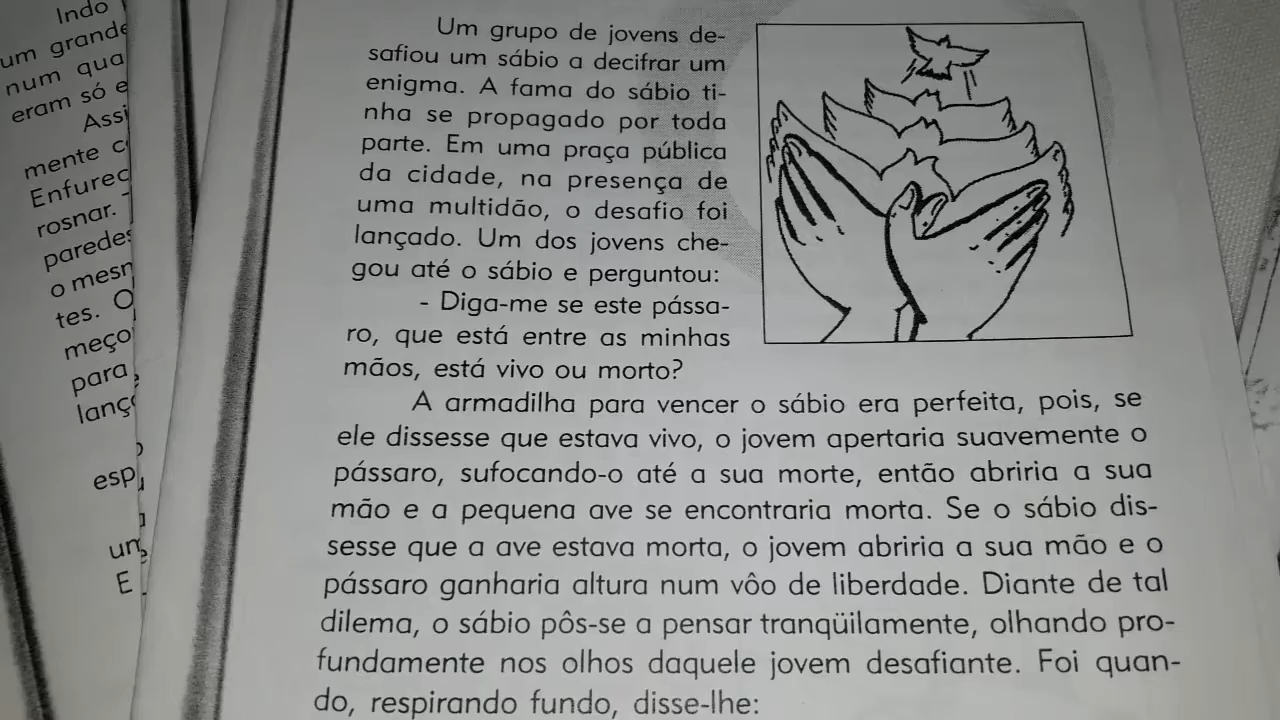 Indo
um grande
num qua
eram só e
Assi
mente c
Enfurec
rosnar.
paredes
o mesm
tes. O
meço
para
lanç
esp
un
E
Um grupo de jovens de-
safiou um sábio a decifrar um
enigma. A fama do sábio ti-
nha se propagado por toda
parte. Em uma praça pública
da cidade, na presença de
uma multidão, o desafio foi
lançado. Um dos jovens che-
gou até o sábio e perguntou:
- Diga-me se este pássa-
ro, que está entre as minhas
mãos, está vivo ou morto?
A armadilha para vencer o sábio era perfeita, pois, se
ele dissesse que estava vivo, o jovem apertaria suavemente o
pássaro, sufocando-o até a sua morte, então abriria a sua
mão e a pequena ave se encontraria morta. Se o sábio dis-
sesse que a ave estava morta, o jovem abriria a sua mão e o
pássaro ganharia altura num vôo de liberdade. Diante de tal
dilema, o sábio pôs-se a pensar tranqüilamente, olhando pro-
fundamente nos olhos daquele jovem desafiante. Foi quan-
do, respirando fundo, disse-lhe: